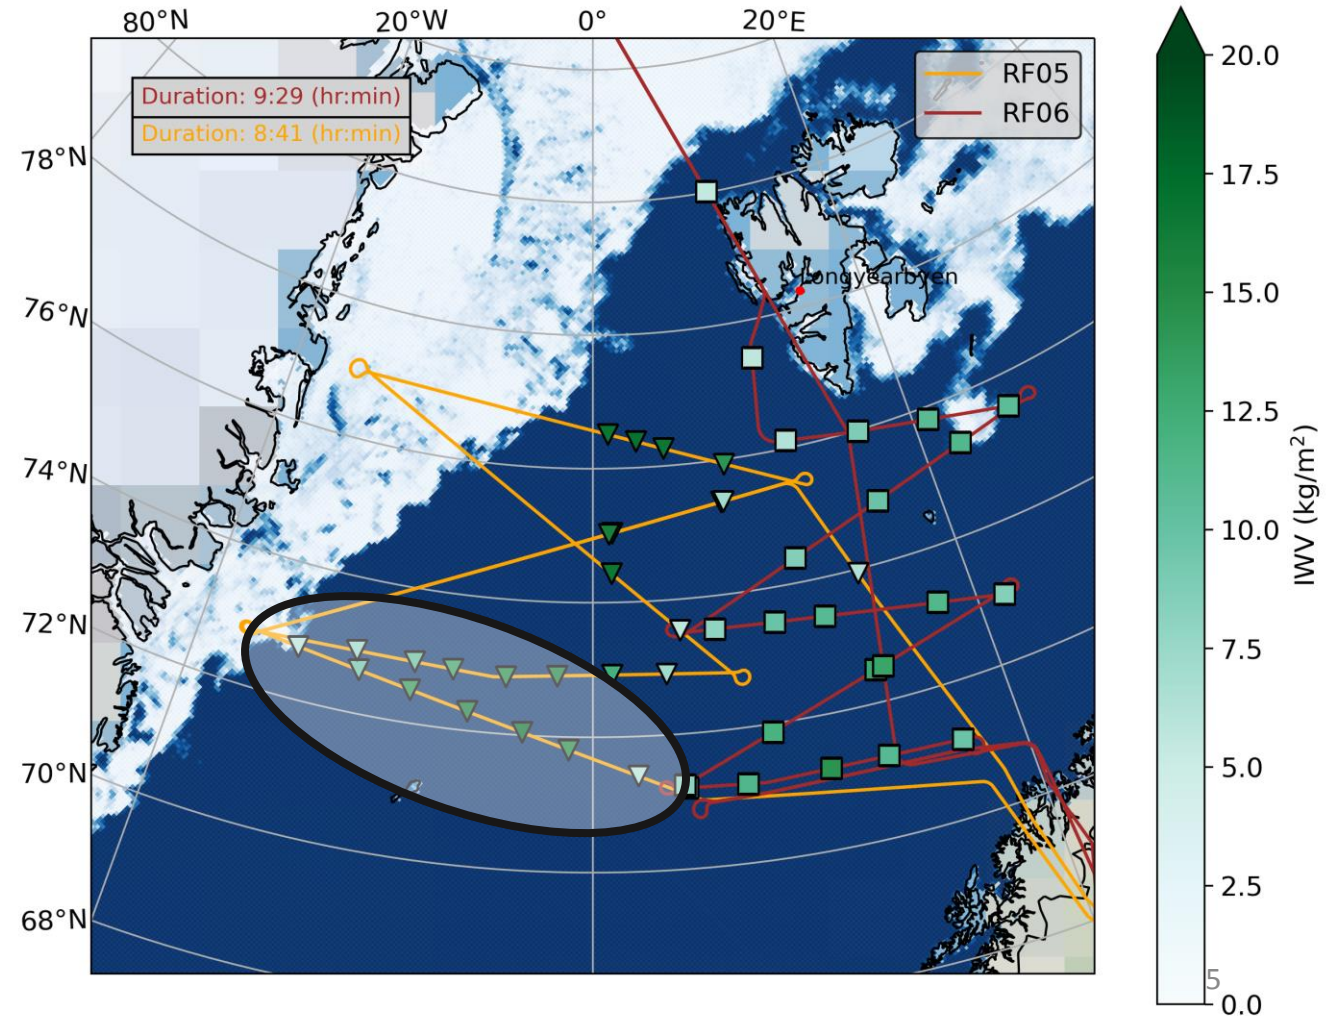 80°N 20°W 0° 20°E
RF05
RF06
Duration: 9:29 (hr:min)
Duration: 8:41 (hr:min)
78°N
76°N
74°N
72°N
70°N
68°N
Longyearbyen
20.0
17.5
15.0
12.5
10.0
7.5
5.0
2.5
0.0
IWV (kg/m²)
5